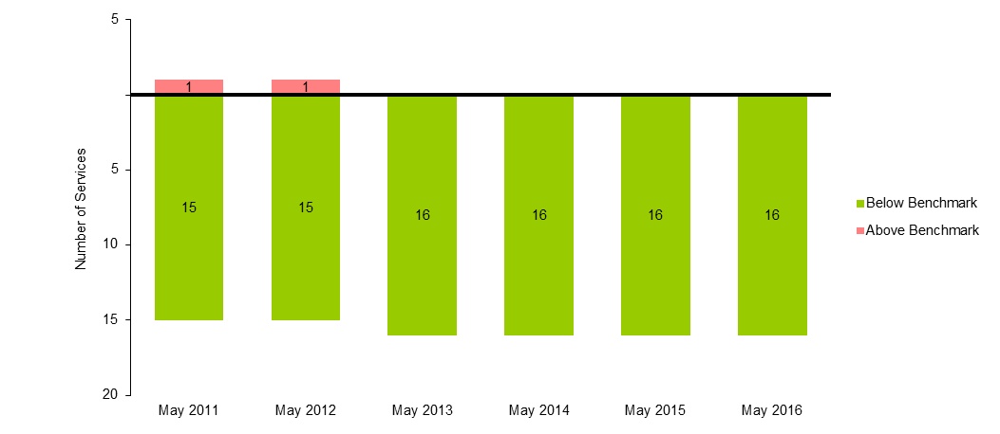 5
1
1
5
Number of Services
15
15
16
16
16
16
Below Benchmark
Above Benchmark
10
15
20
May 2011
May 2012
May 2013
May 2014
May 2015
May 2016